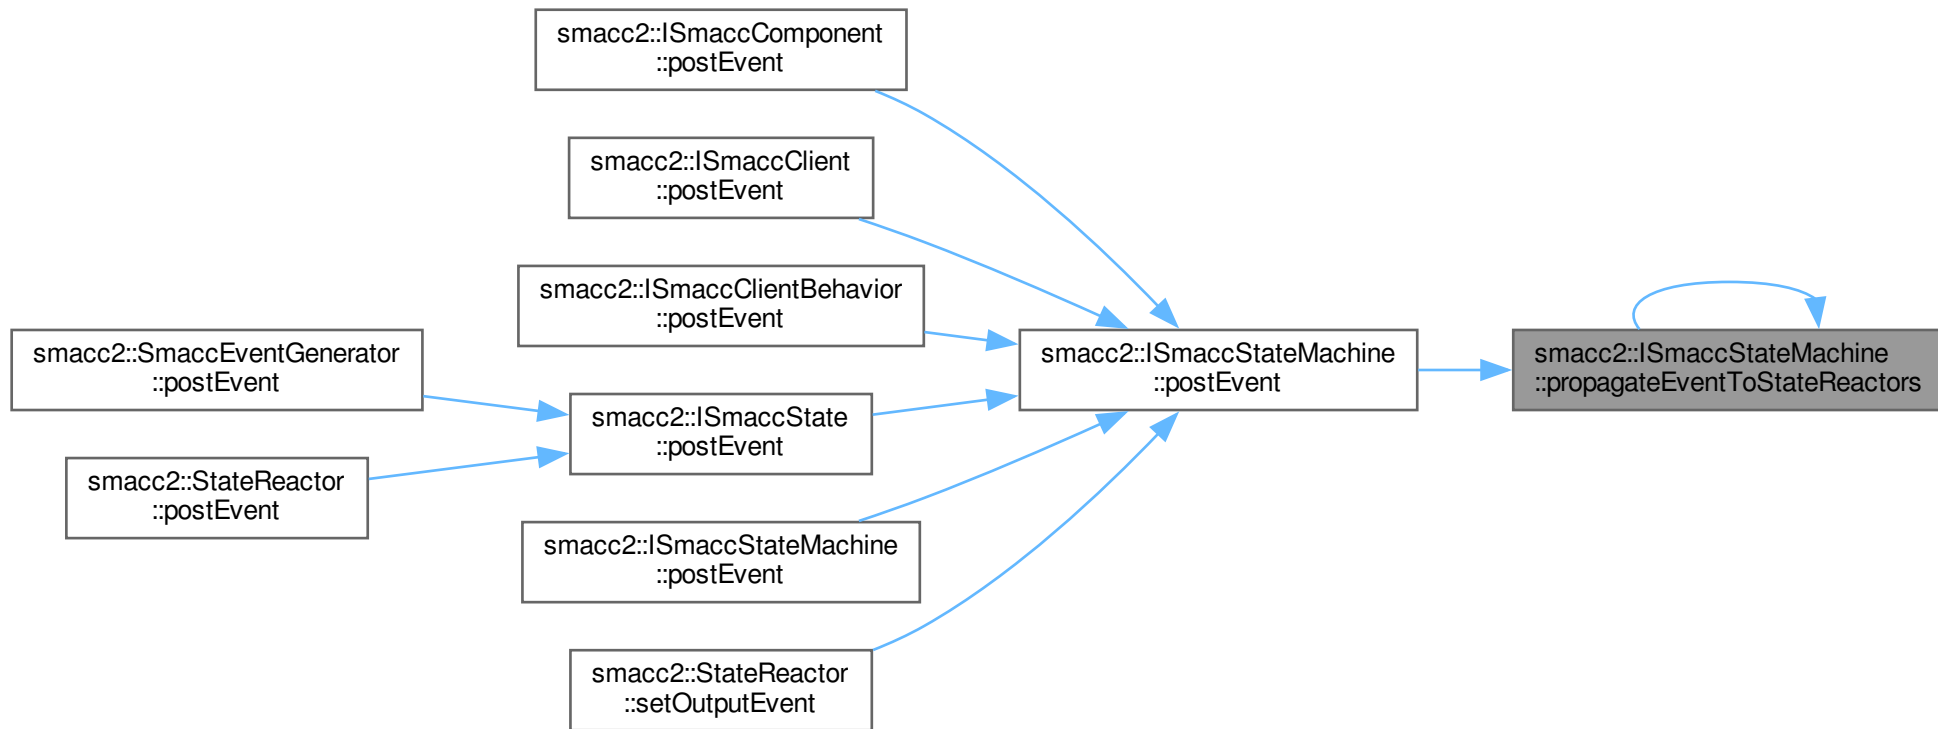 smacc2::ISmaccComponent
::postEvent
smacc2::ISmaccClient
::postEvent
smacc2::ISmaccClientBehavior
::postEvent
smacc2::SmaccEventGenerator
::postEvent
smacc2::ISmaccStateMachine
::postEvent
smacc2::ISmaccStateMachine
::propagateEventToStateReactors
smacc2::ISmaccState
::postEvent
smacc2::StateReactor
::postEvent
smacc2::ISmaccStateMachine
::postEvent
smacc2::StateReactor
::setOutputEvent